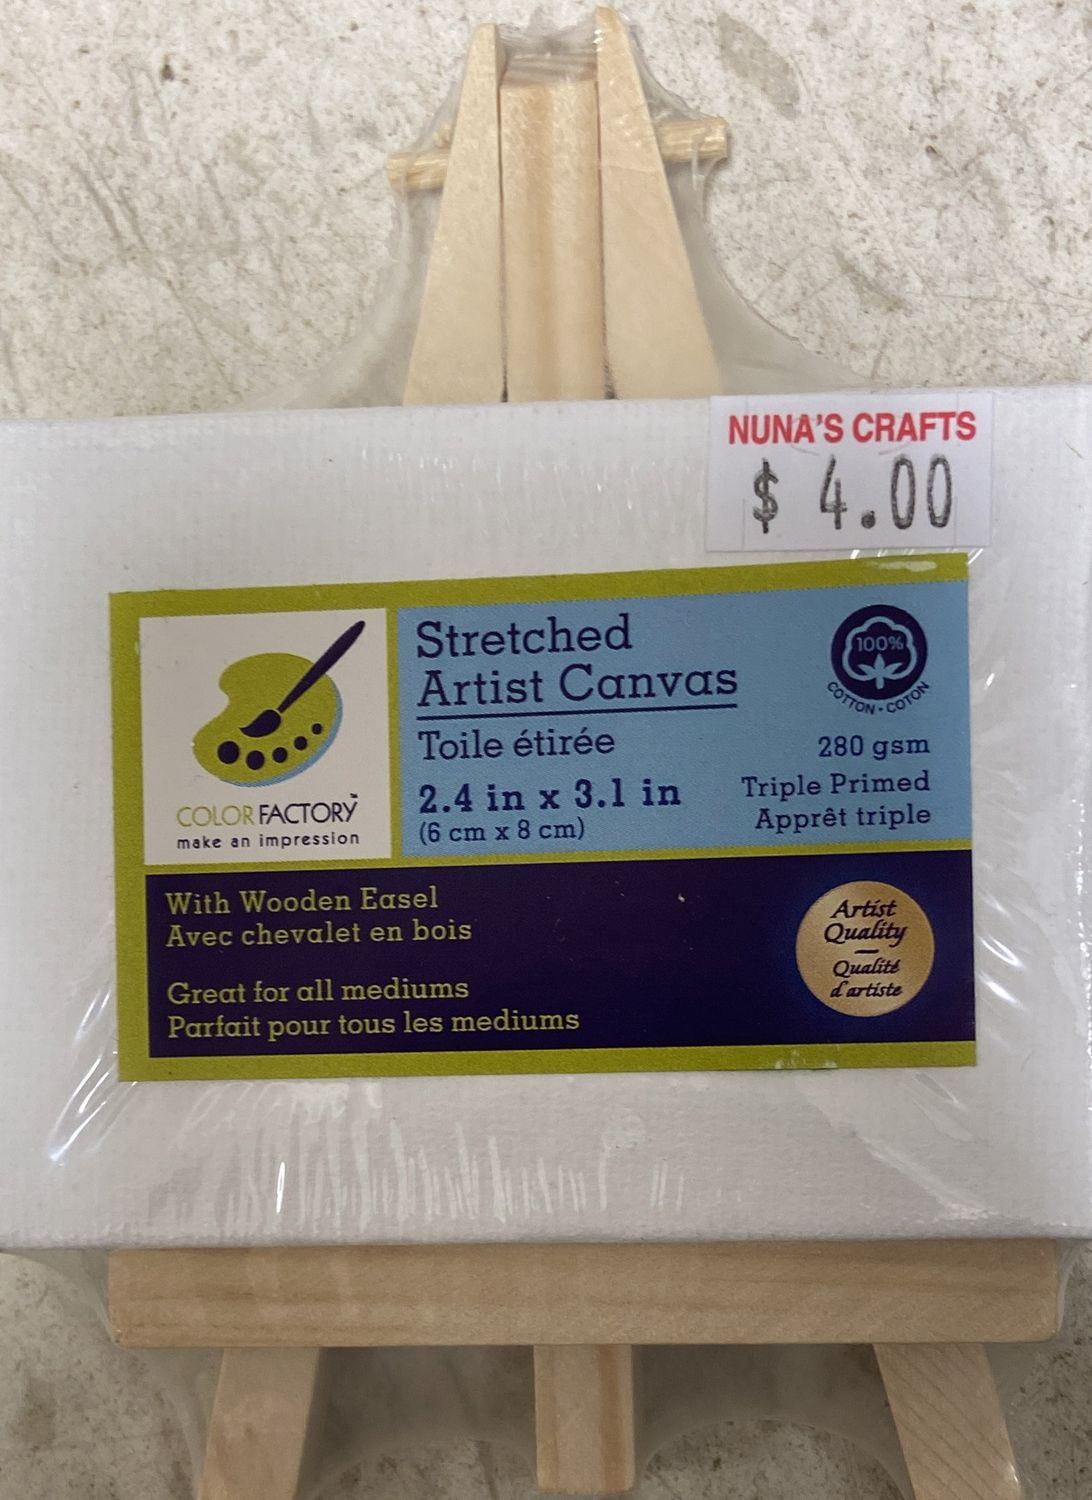 NUNA'S CRAFTS
$ 4.00
Stretched
Artist Canvas
Toile étirée
2.4 in x 3.1 in
(6 cm x 8 cm)
100%
COTTON • COTON
280 gsm
Triple Primed
Apprêt triple
COLOR FACTORY™
make an impression
With Wooden Easel
Avec chevalet en bois
Great for all mediums
Parfait pour tous les mediums
Artist
Quality
Qualité
d'artiste